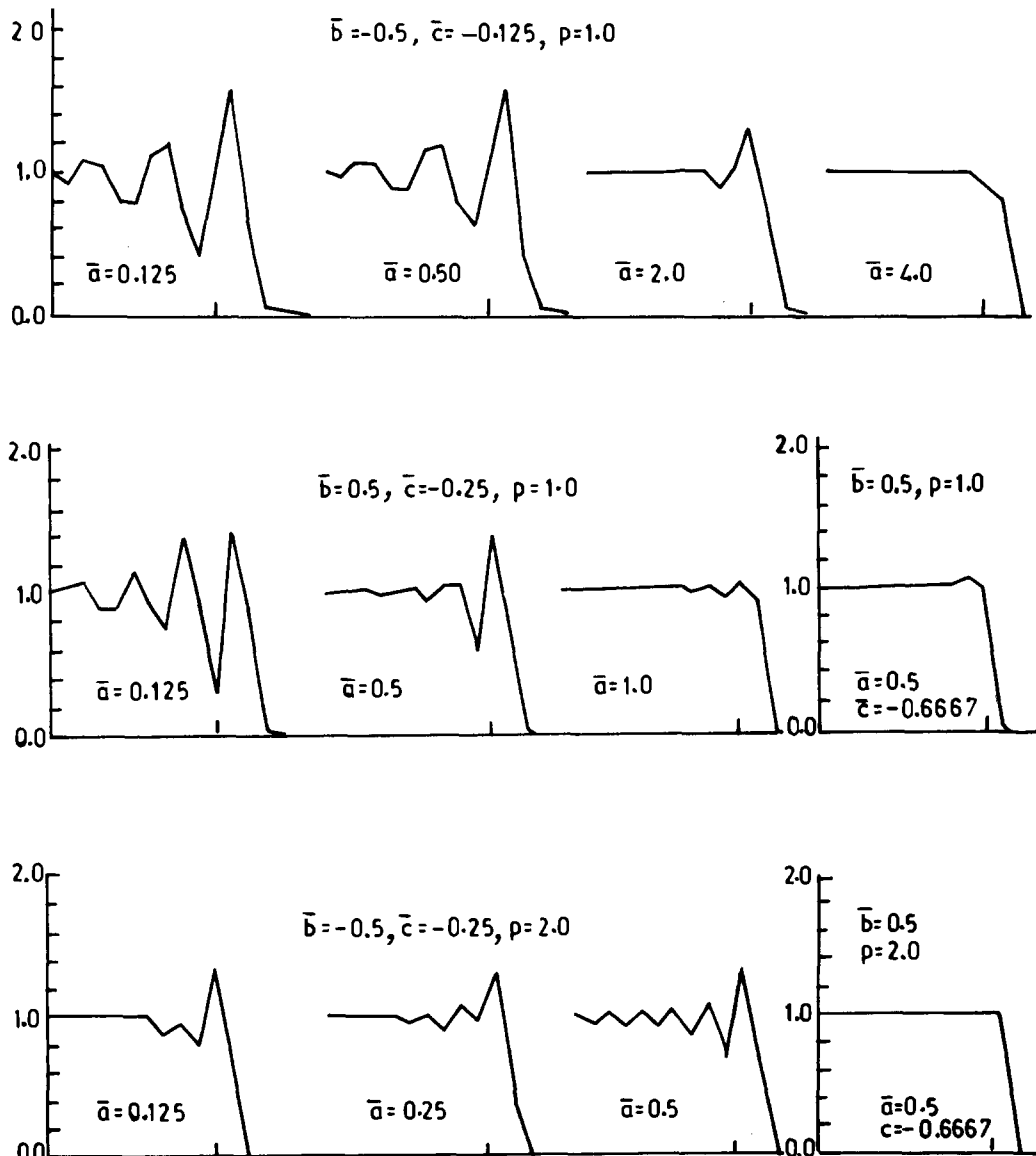 2 0
b̄=-0.5, c̄=-0.125, p=1.0
1.0
ā=0.125
ā=0.50
ā=2.0
ā=4.0
0.0
2.0
b̄=0.5, c̄=-0.25, p=1.0
1.0
ā=0.125
ā=0.5
ā=1.0
0.0
2.0
b̄=0.5, p=1.0
1.0
ā=0.5
c̄=-0.6667
0.0
2.0
b̄=-0.5, c̄=-0.25, p=2.0
1.0
ā=0.125
ā=0.25
ā=0.5
0.0
2.0
b̄=0.5
p=2.0
1.0
ā=0.5
c=-0.6667
0.0